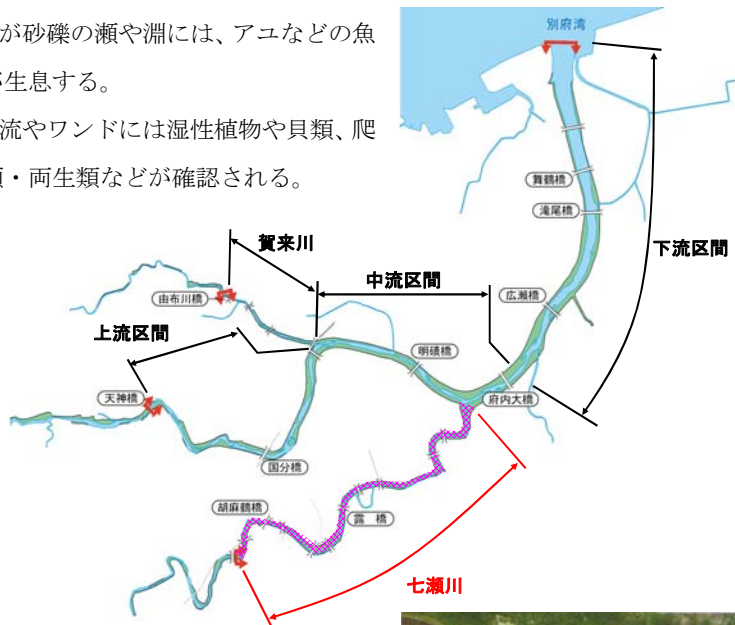 が砂礫の瀬や淵には、アユなどの魚
が生息する。
流やワンドには湿性植物や貝類、爬
類・両生類などが確認される。
別府湾
舞鶴橋
滝尾橋
下流区間
賀来川
中流区間
広瀬橋
由布川橋
上流区間
明磧橋
天神橋
府内大橋
国分橋
胡麻鶴橋
露 橋
七瀬川